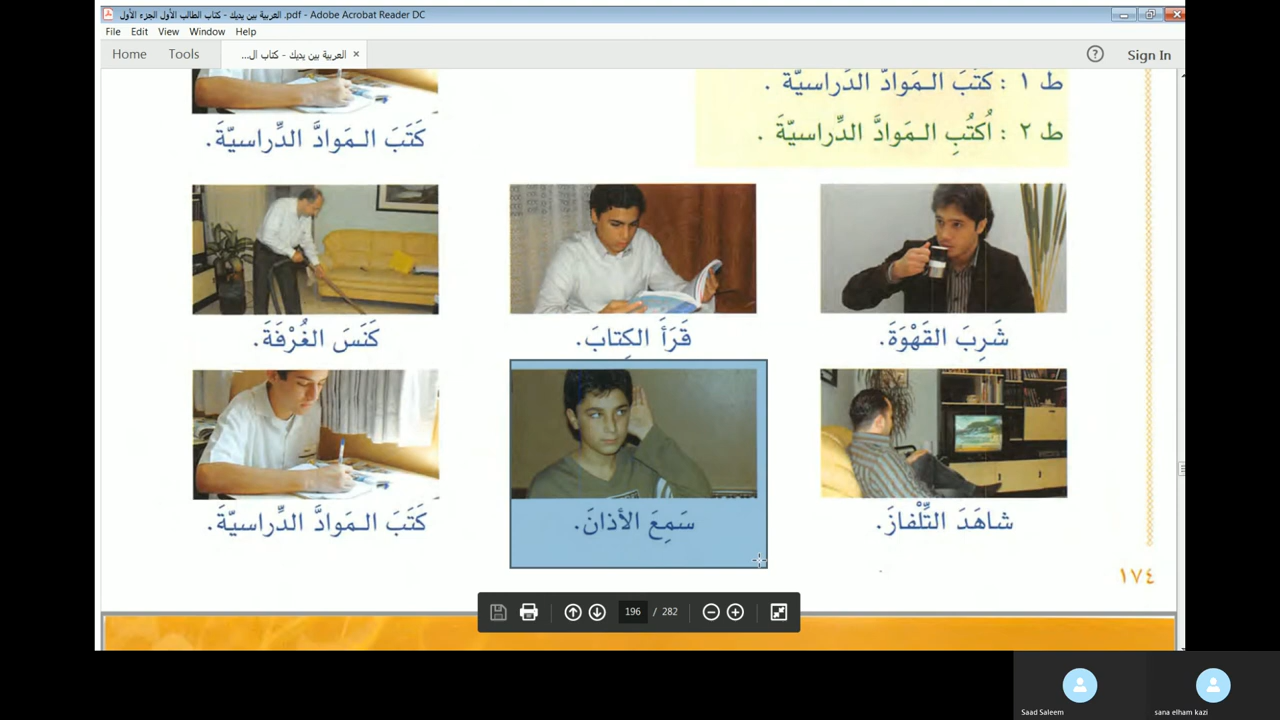 العربية بين يديك - كتاب الطالب الأول الجزء الأول.pdf - Adobe Acrobat Reader DC
File Edit View Window Help
Home Tools العربية بين يديك - كتاب ال... × ? Sign In
ط ١ : كَتَبَ الـمَوادَّ الدِّراسيّةَ .
كَتَبَ الـمَوادَّ الدِّراسيّةَ.
ط ٢ : اُكتُبِ الـمَوادَّ الدِّراسيّةَ .
شَرِبَ القَهْوَةَ.
قَرَأَ الكِتابَ.
كَنَسَ الغُرْفَةَ.
شاهَدَ التِّلْفازَ.
سَمِعَ الأذانَ.
كَتَبَ الـمَوادَّ الدِّراسيّةَ.
١٧٤
196 / 282
Saad Saleem
sana elham kazi